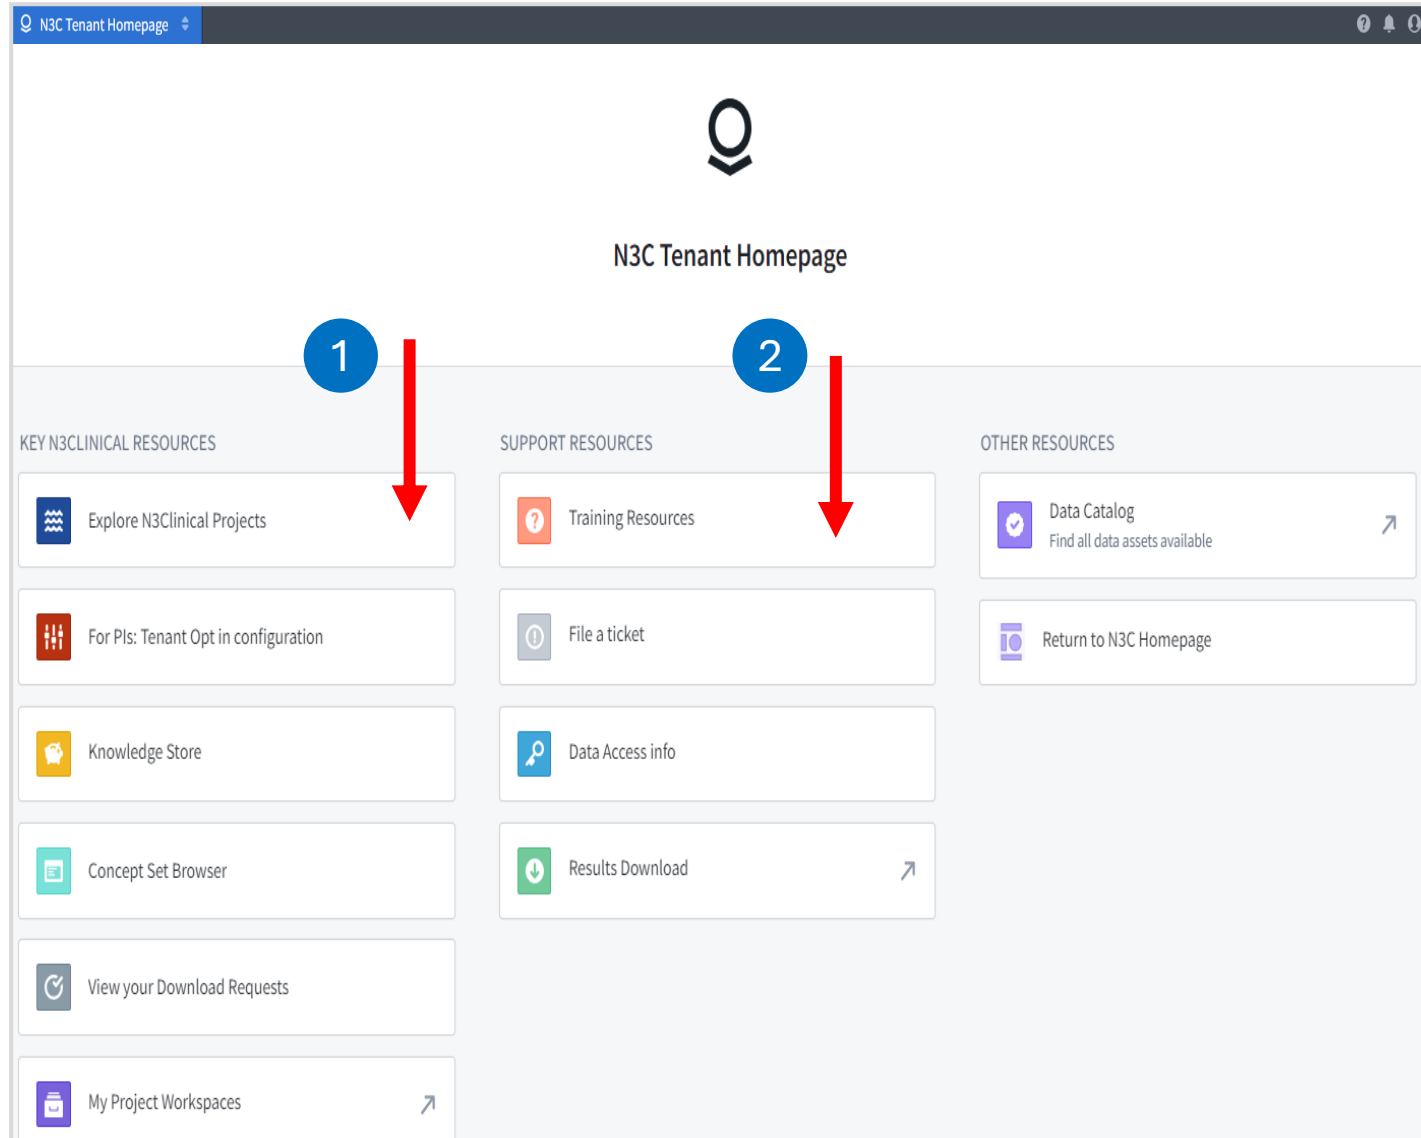 N3C Tenant Homepage
N3C Tenant Homepage
1
2
KEY N3CLINICAL RESOURCES
Explore N3Clinical Projects
For PIs: Tenant Opt in configuration
Knowledge Store
Concept Set Browser
View your Download Requests
My Project Workspaces
SUPPORT RESOURCES
Training Resources
File a ticket
Data Access info
Results Download
OTHER RESOURCES
Data Catalog
Find all data assets available
Return to N3C Homepage